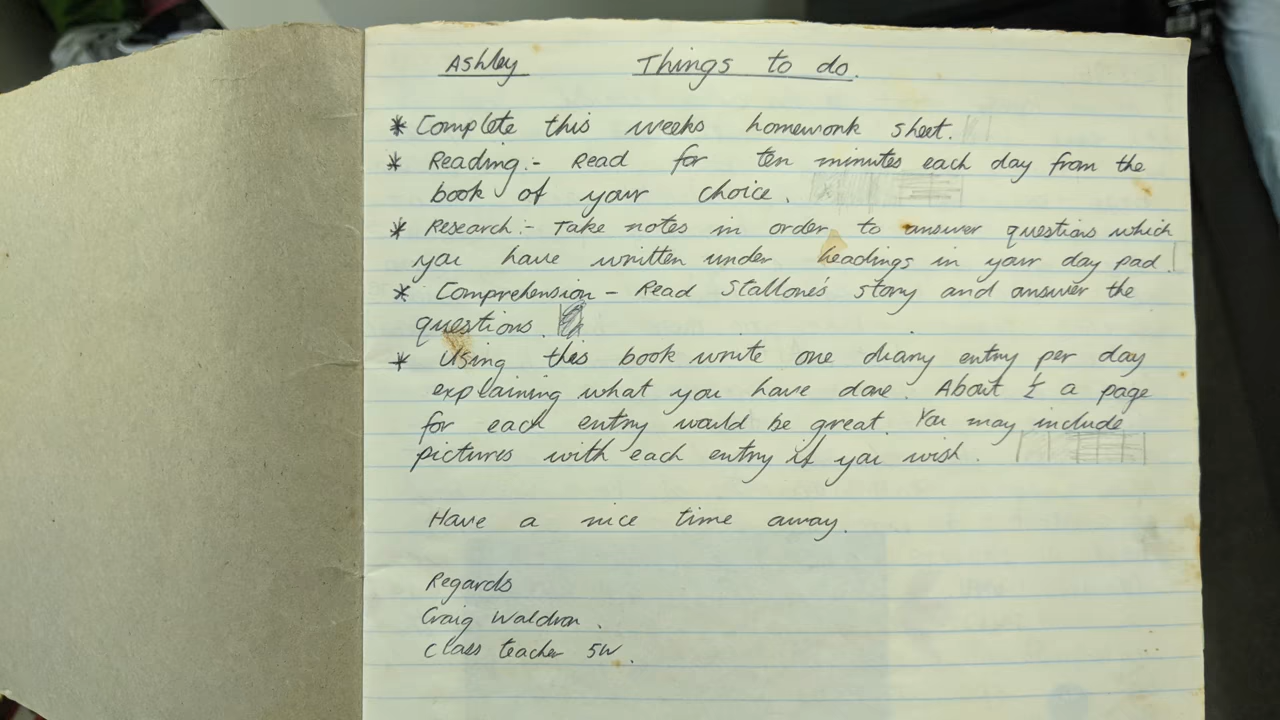 Ashley Things to do.
* Complete this weeks homework sheet.
* Reading:- Read for ten minutes each day from the
book of your choice.
* Research:- Take notes in order to answer questions which
you have written under headings in your day pad.
* Comprehension - Read Stallone's story and answer the
questions.
* Using this book write one diary entry per day
explaining what you have done. About ½ a page
for each entry would be great. You may include
pictures with each entry if you wish.
Have a nice time away.
Regards
Craig Waldron.
Class teacher 5W.